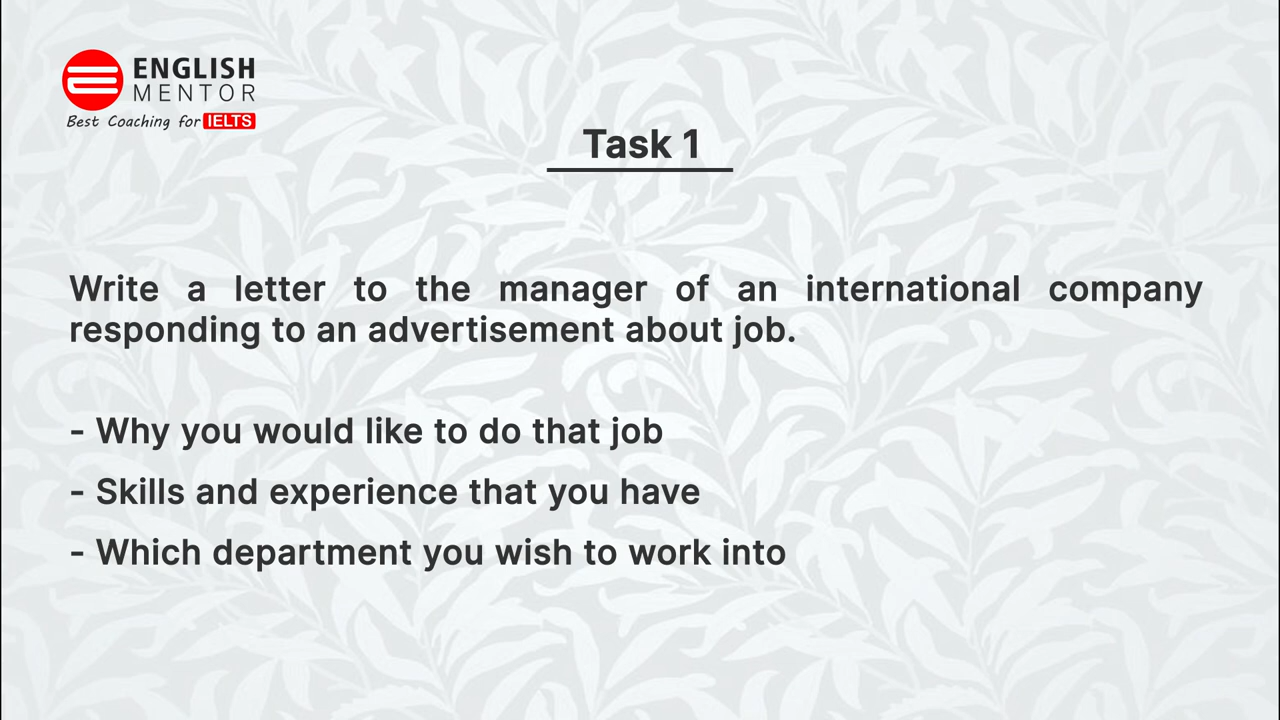 ENGLISH
MENTOR
Best Coaching for IELTS
Task 1
Write a letter to the manager of an international company
responding to an advertisement about job.
- Why you would like to do that job
- Skills and experience that you have
- Which department you wish to work into